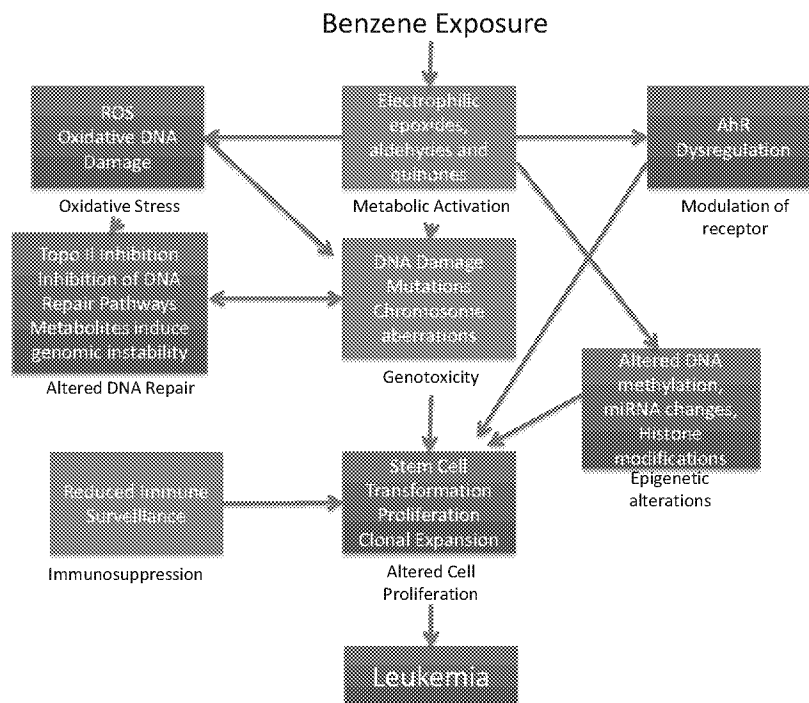 Benzene Exposure
ROS
Oxidative DNA
Damage
Oxidative Stress
Electrophilic
epoxides,
aldehydes and
quinones
Metabolic Activation
AhR
Dysregulation
Modulation of
receptor
Topo II Inhibition
Inhibition of DNA
Repair Pathways
Metabolites induce
genomic instability
Altered DNA Repair
DNA Damage
Mutations
Chromosome
aberrations
Genotoxicity
Altered DNA
methylation,
miRNA changes,
Histone
modifications
Epigenetic
alterations
Reduced Immune
Surveillance
Immunosuppression
Stem Cell
Transformation
Proliferation
Clonal Expansion
Altered Cell
Proliferation
Leukemia